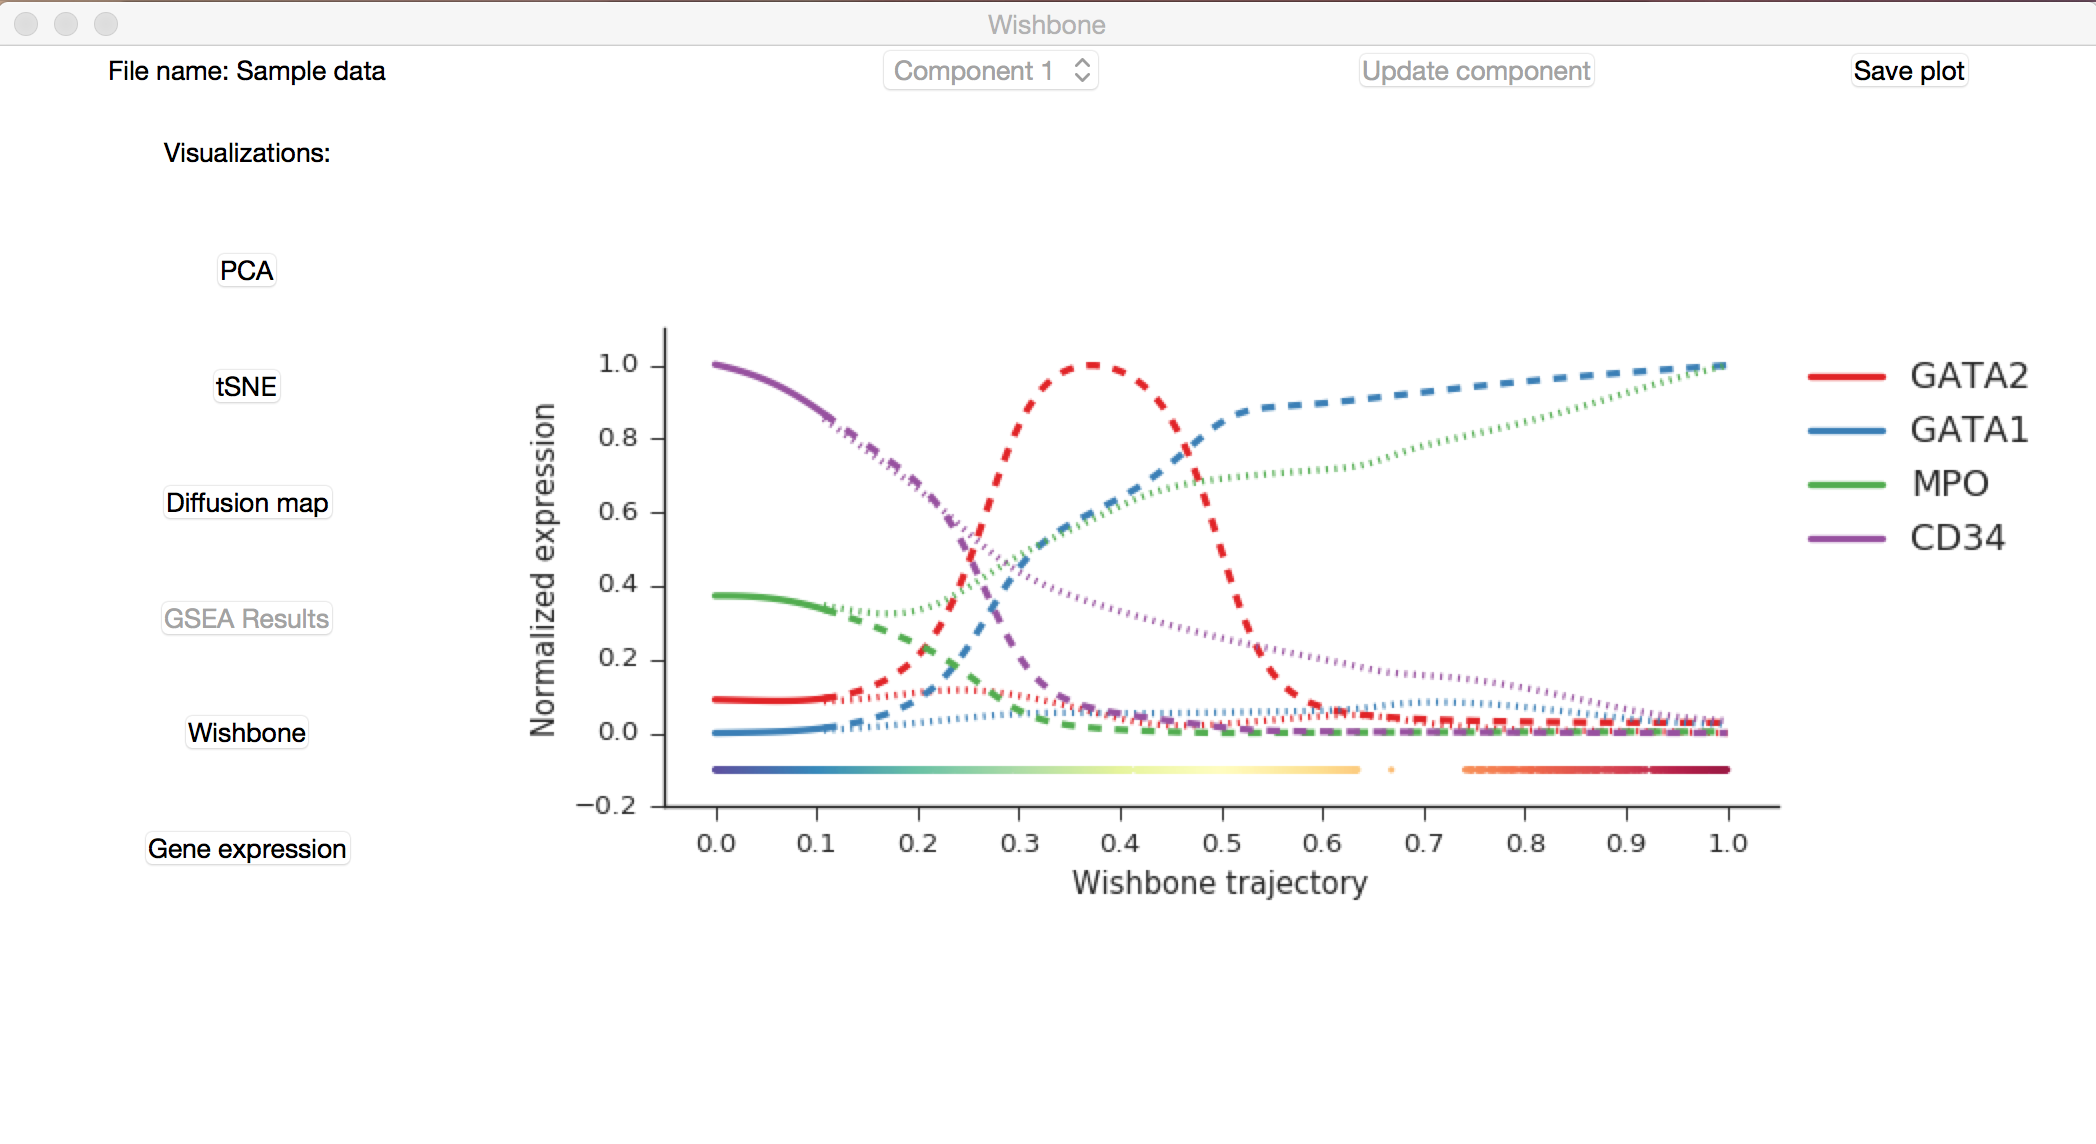 Wishbone
File name: Sample data
Component 1
Update component
Save plot
Visualizations:
PCA
tSNE
Diffusion map
GSEA Results
Wishbone
Gene expression
Normalized expression
1.0
0.8
0.6
0.4
0.2
0.0
−0.2
0.0 0.1 0.2 0.3 0.4 0.5 0.6 0.7 0.8 0.9 1.0
Wishbone trajectory
GATA2
GATA1
MPO
CD34